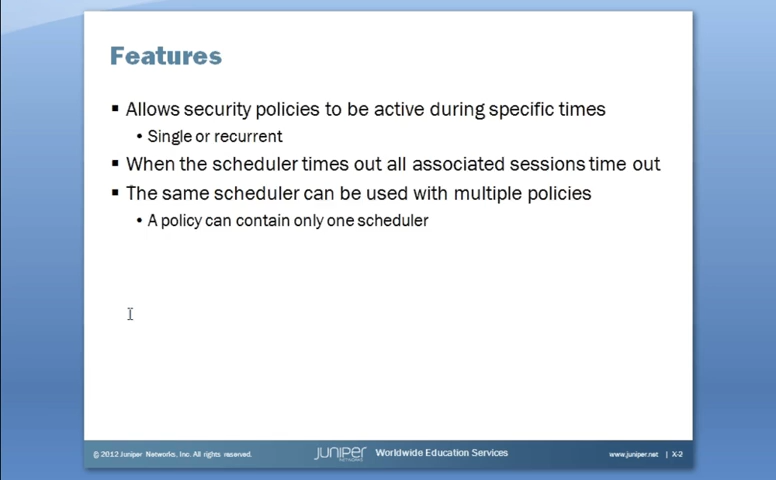 Features
▪ Allows security policies to be active during specific times
• Single or recurrent
▪ When the scheduler times out all associated sessions time out
▪ The same scheduler can be used with multiple policies
• A policy can contain only one scheduler
© 2012 Juniper Networks, Inc. All rights reserved. JUNIPER NETWORKS Worldwide Education Services www.juniper.net | X-2